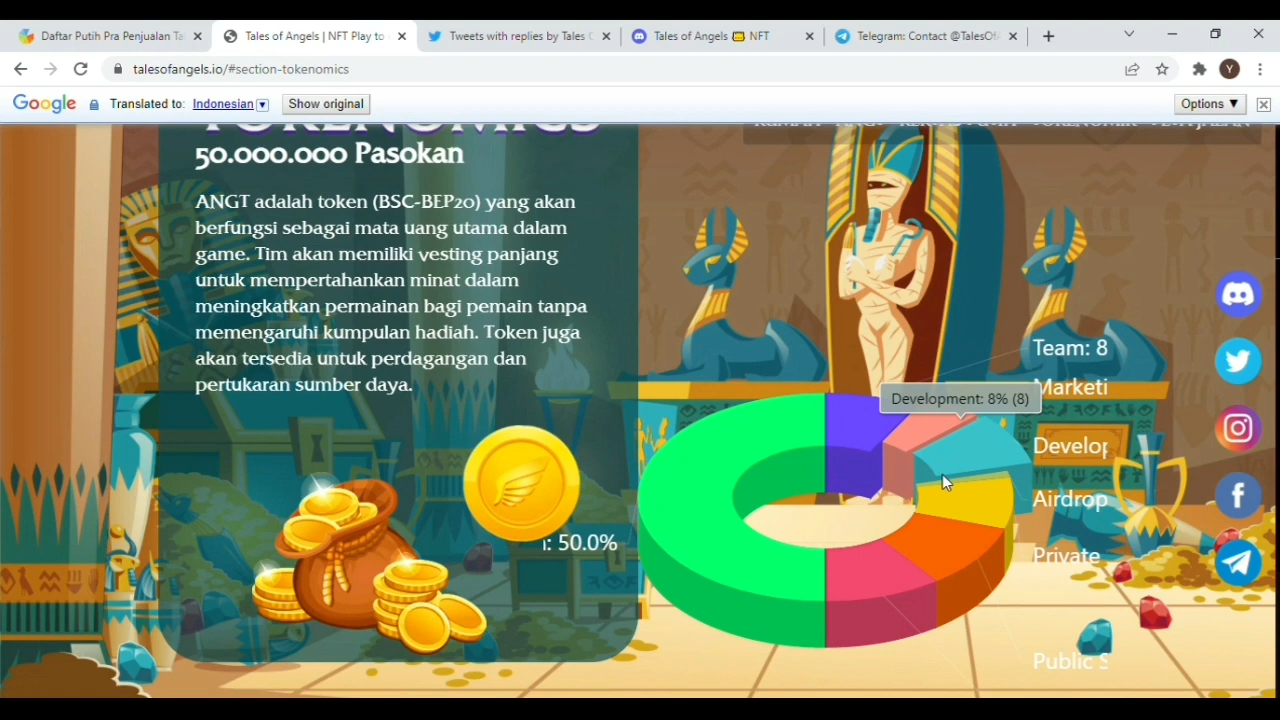 Daftar Putih Pra Penjualan Ta
Tales of Angels | NFT Play to
Tweets with replies by Tales
Tales of Angels NFT
Telegram: Contact @TalesOf
talesofangels.io/#section-tokenomics
Y
Google Translated to: Indonesian Show original Options ▼
TOKENOMICS
50.000.000 Pasokan
ANGT adalah token (BSC-BEP20) yang akan
berfungsi sebagai mata uang utama dalam
game. Tim akan memiliki vesting panjang
untuk mempertahankan minat dalam
meningkatkan permainan bagi pemain tanpa
memengaruhi kumpulan hadiah. Token juga
akan tersedia untuk perdagangan dan
pertukaran sumber daya.
: 50.0%
Team: 8
Marketi
Development: 8% (8)
Develop
Airdrop
Private
Public S